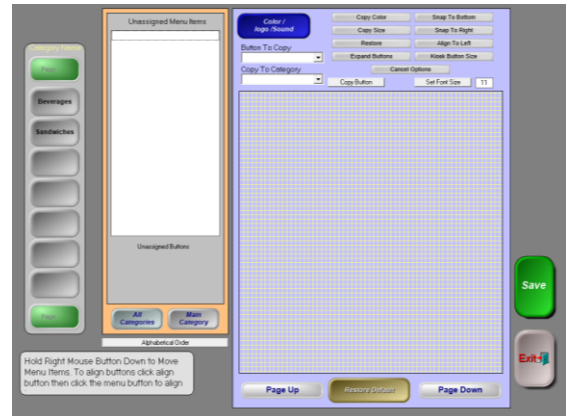 Category Name
Page
Beverages
Sandwiches
Page
Unassigned Menu Items
Unassigned Buttons
All
Categories
Main
Category
Alphabetical Order
Hold Right Mouse Button Down to Move
Menu Items. To align buttons click align
button then click the menu button to align
Color /
logo /Sound
Button To Copy
Copy To Category
Copy Color
Snap To Bottom
Copy Size
Snap To Right
Restore
Align To Left
Expand Buttons
Kiosk Button Size
Cancel Options
Copy Button
Set Font Size
11
Page Up
Restore Default
Page Down
Save
Exit